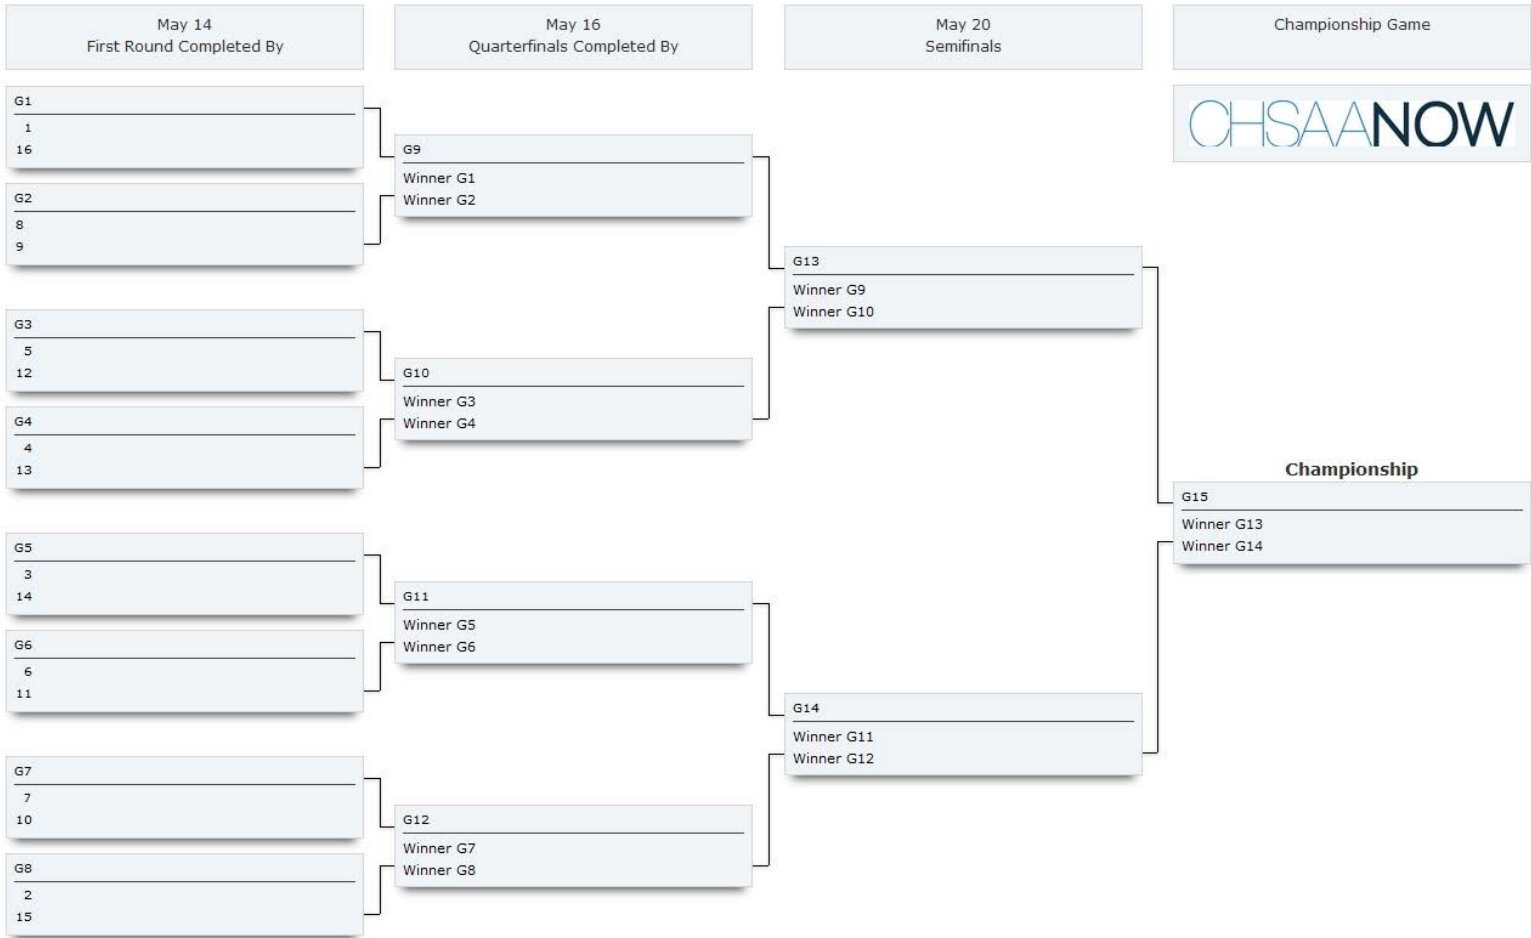 May 14
First Round Completed By
May 16
Quarterfinals Completed By
May 20
Semifinals
Championship Game
CHSAANOW
G1
1
16
G2
8
9
G3
5
12
G4
4
13
G5
3
14
G6
6
11
G7
7
10
G8
2
15
G9
Winner G1
Winner G2
G10
Winner G3
Winner G4
G11
Winner G5
Winner G6
G12
Winner G7
Winner G8
G13
Winner G9
Winner G10
G14
Winner G11
Winner G12
Championship
G15
Winner G13
Winner G14